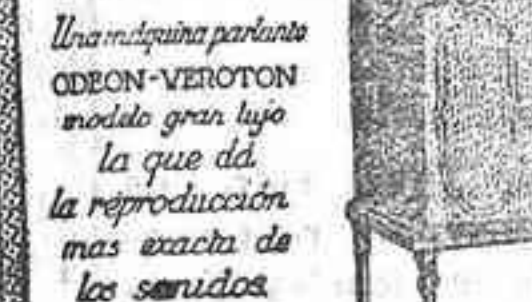 Una máquina parlante
ODEON-VEROTON
modelo gran lujo
la que dá
la reproducción
mas exacta de
los sonidos